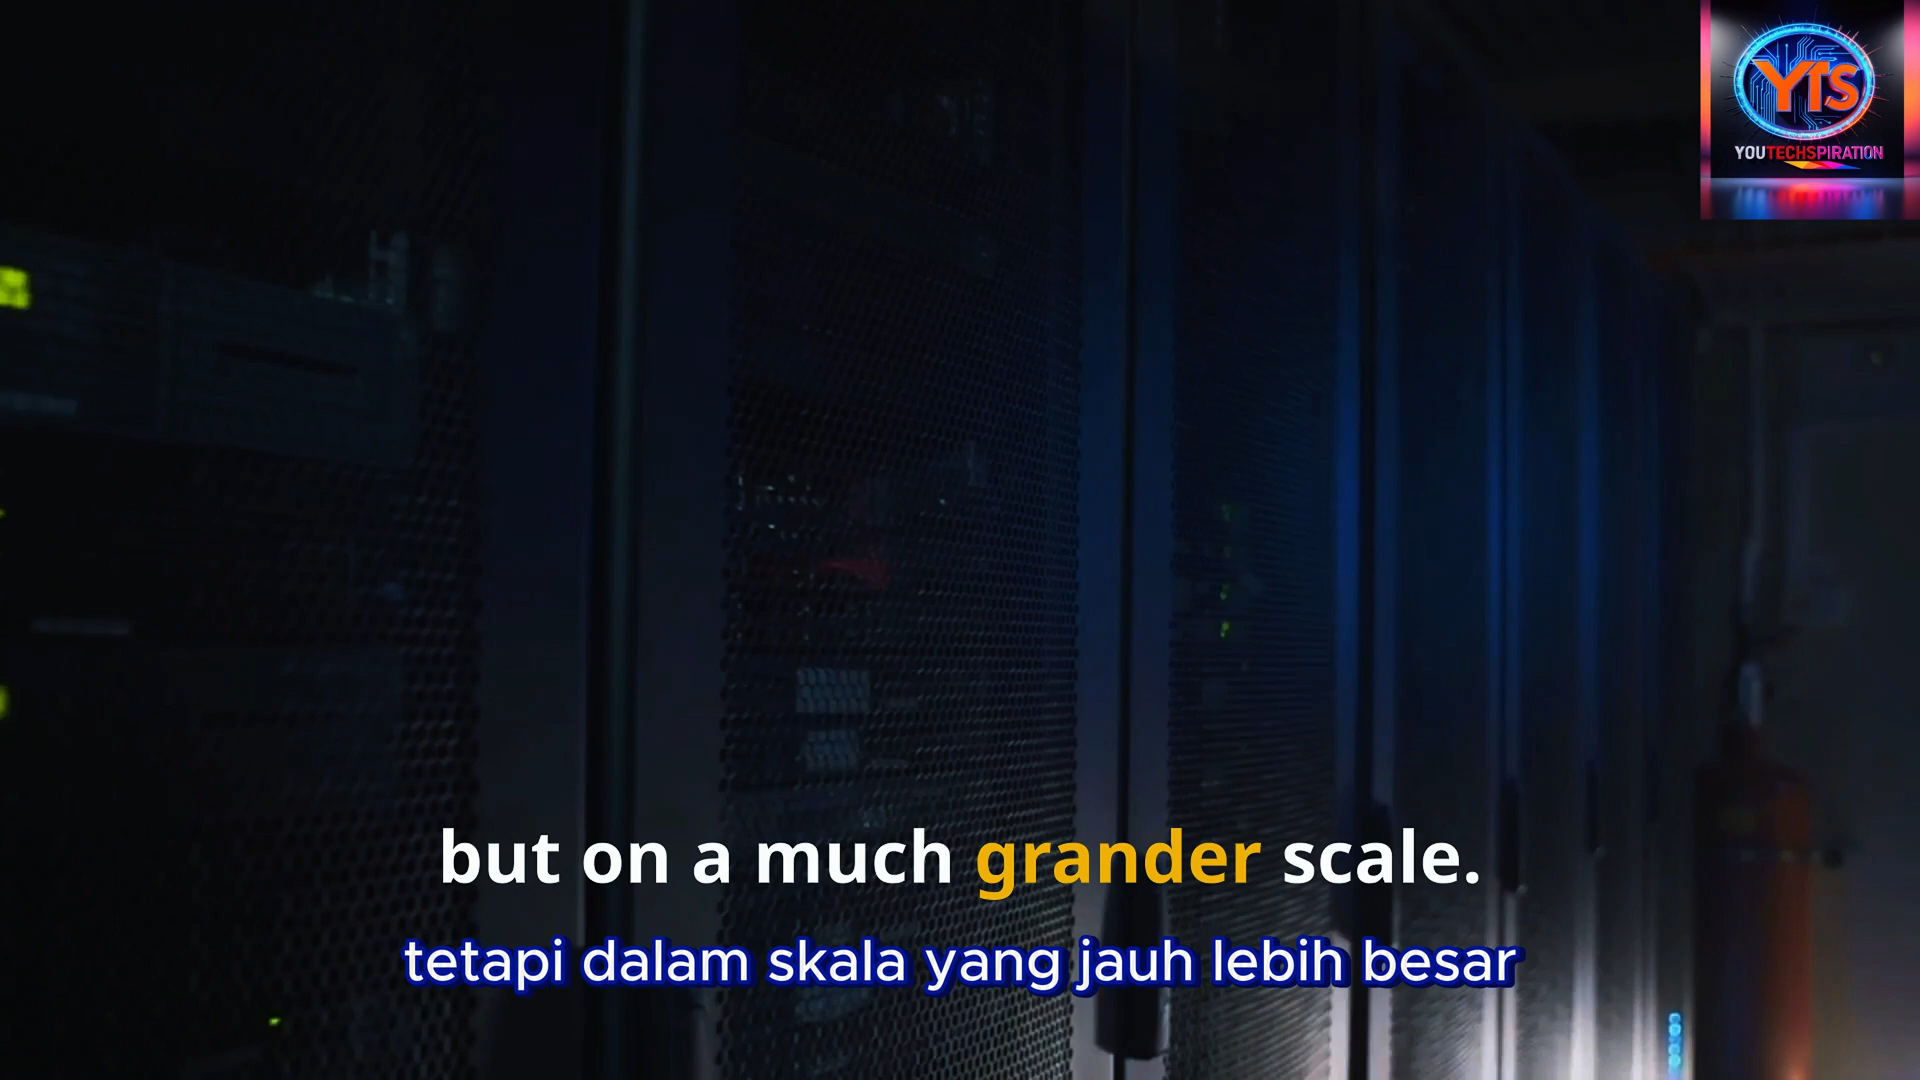 YTS
YOUTECHSPIRATION
but on a much grander scale.
tetapi dalam skala yang jauh lebih besar